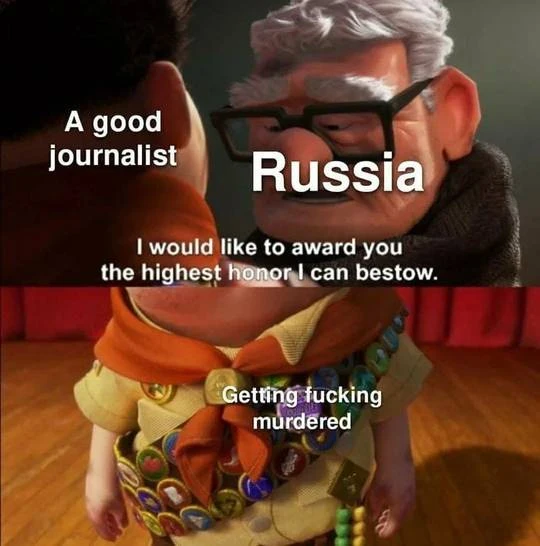 A good
journalist
Russia
I would like to award you
the highest honor I can bestow.
Getting fucking
murdered